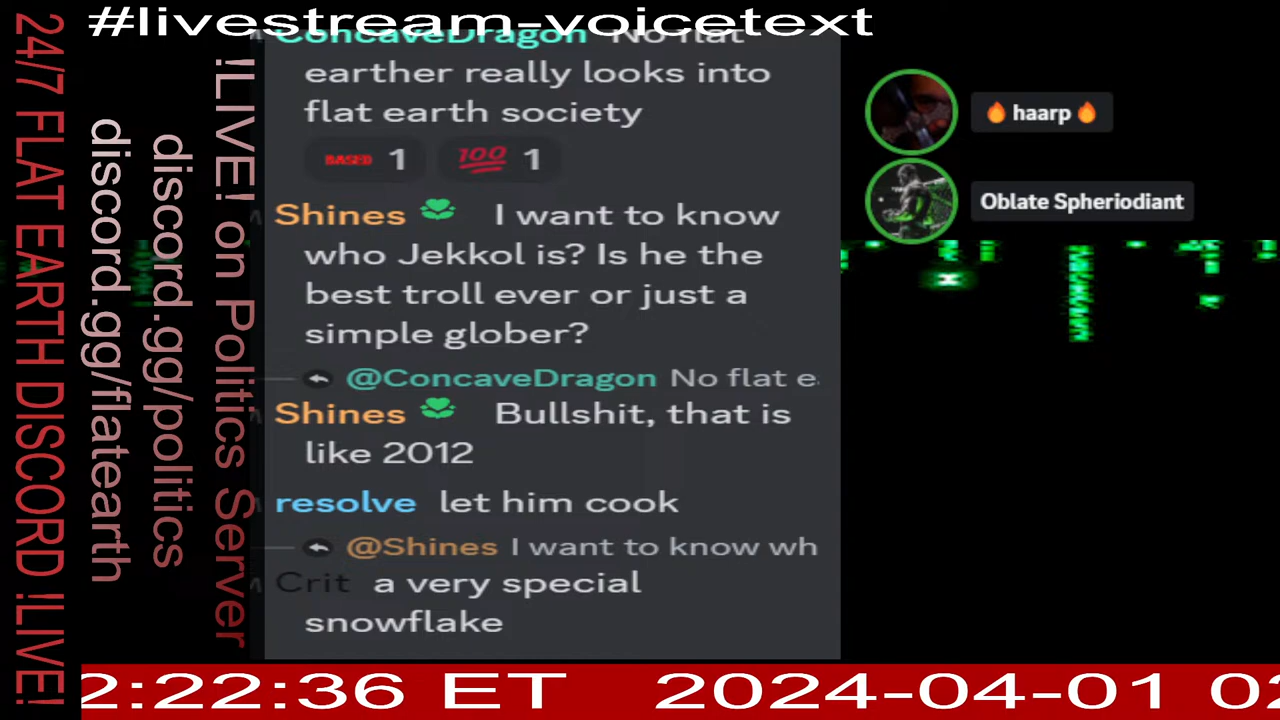 #livestream-voicetext
24/7 FLAT EARTH DISCORD !LIVE!
discord.gg/flatearth
discord.gg/politics
!LIVE! on Politics Server
ConcaveDragon No flat
earther really looks into
flat earth society
BASED 1 100 1
Shines I want to know
who Jekkol is? Is he the
best troll ever or just a
simple glober?
@ConcaveDragon No flat e
Shines Bullshit, that is
like 2012
resolve let him cook
@Shines I want to know wh
Crit a very special
snowflake
haarp
Oblate Spheriodiant
2:22:36 ET 2024-04-01 02